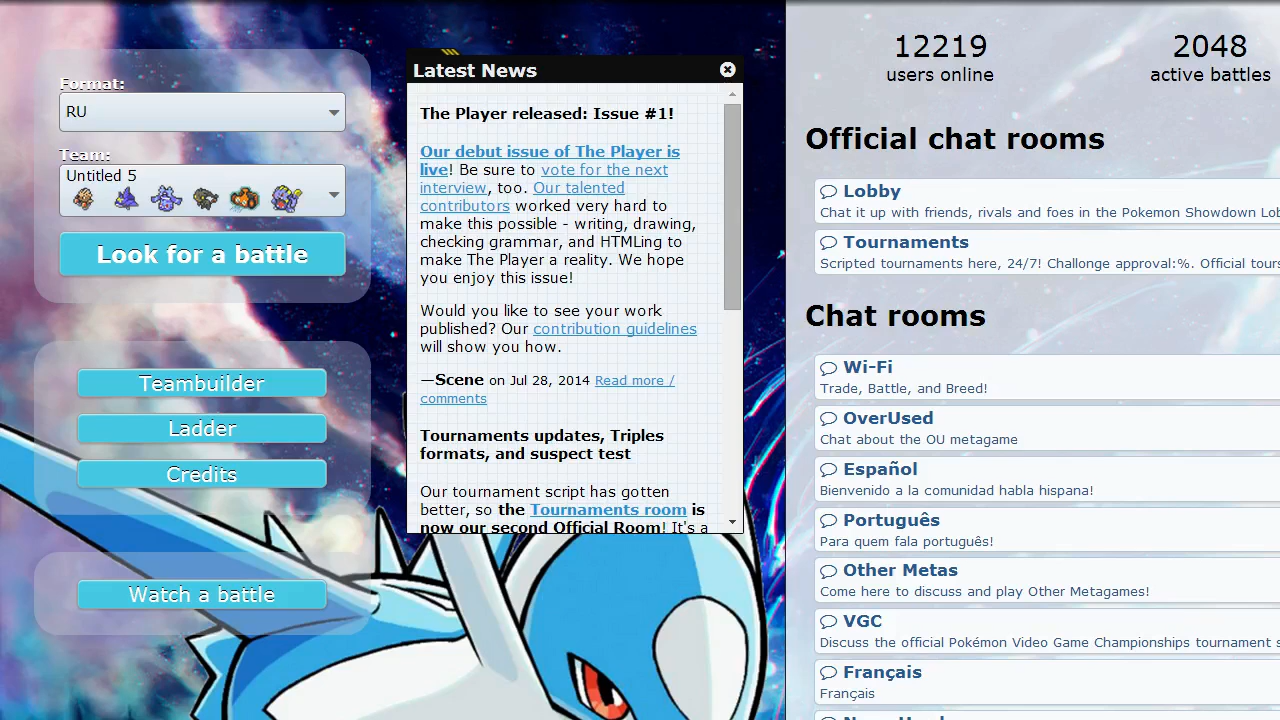 Format:
RU
Team:
Untitled 5
Look for a battle
Teambuilder
Ladder
Credits
Watch a battle
Latest News
The Player released: Issue #1!
Our debut issue of The Player is
live! Be sure to vote for the next
interview, too. Our talented
contributors worked very hard to
make this possible - writing, drawing,
checking grammar, and HTMLing to
make The Player a reality. We hope
you enjoy this issue!
Would you like to see your work
published? Our contribution guidelines
will show you how.
—Scene on Jul 28, 2014 Read more /
comments
Tournaments updates, Triples
formats, and suspect test
Our tournament script has gotten
better, so the Tournaments room is
now our second Official Room! It's a
12219
users online
2048
active battles
Official chat rooms
Lobby
Chat it up with friends, rivals and foes in the Pokemon Showdown
Tournaments
Scripted tournaments here, 24/7! Challonge approval:%. Official tours
Chat rooms
Wi-Fi
Trade, Battle, and Breed!
OverUsed
Chat about the OU metagame
Español
Bienvenido a la comunidad habla hispana!
Português
Para quem fala português!
Other Metas
Come here to discuss and play Other Metagames!
VGC
Discuss the official Pokémon Video Game Championships tournament
Français
Français